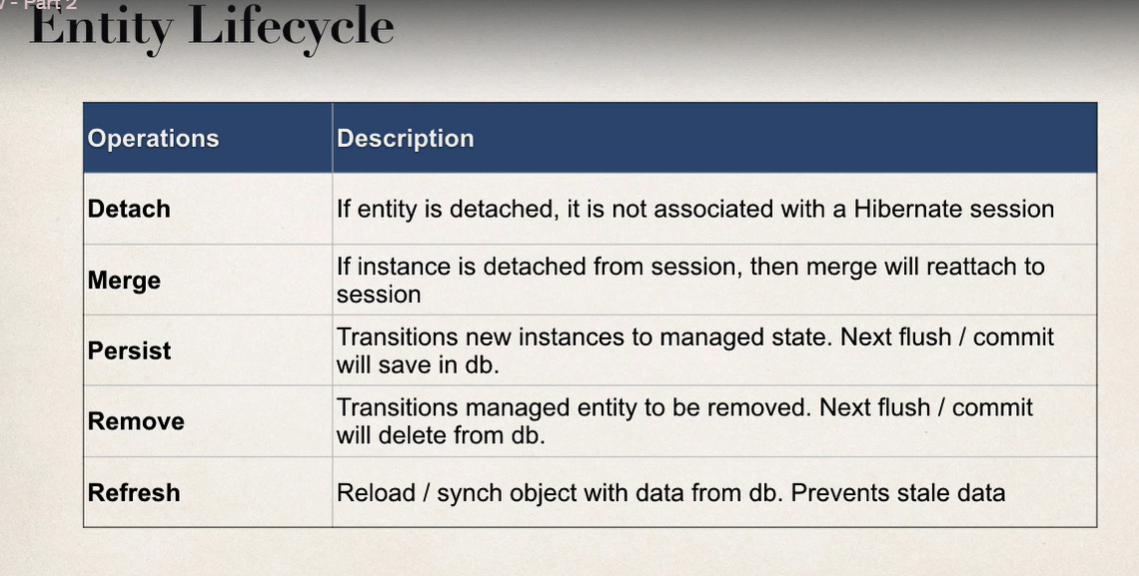 - Part 2
Entity Lifecycle
Operations Description
Detach If entity is detached, it is not associated with a Hibernate session
Merge If instance is detached from session, then merge will reattach to
session
Persist Transitions new instances to managed state. Next flush / commit
will save in db.
Remove Transitions managed entity to be removed. Next flush / commit
will delete from db.
Refresh Reload / synch object with data from db. Prevents stale data